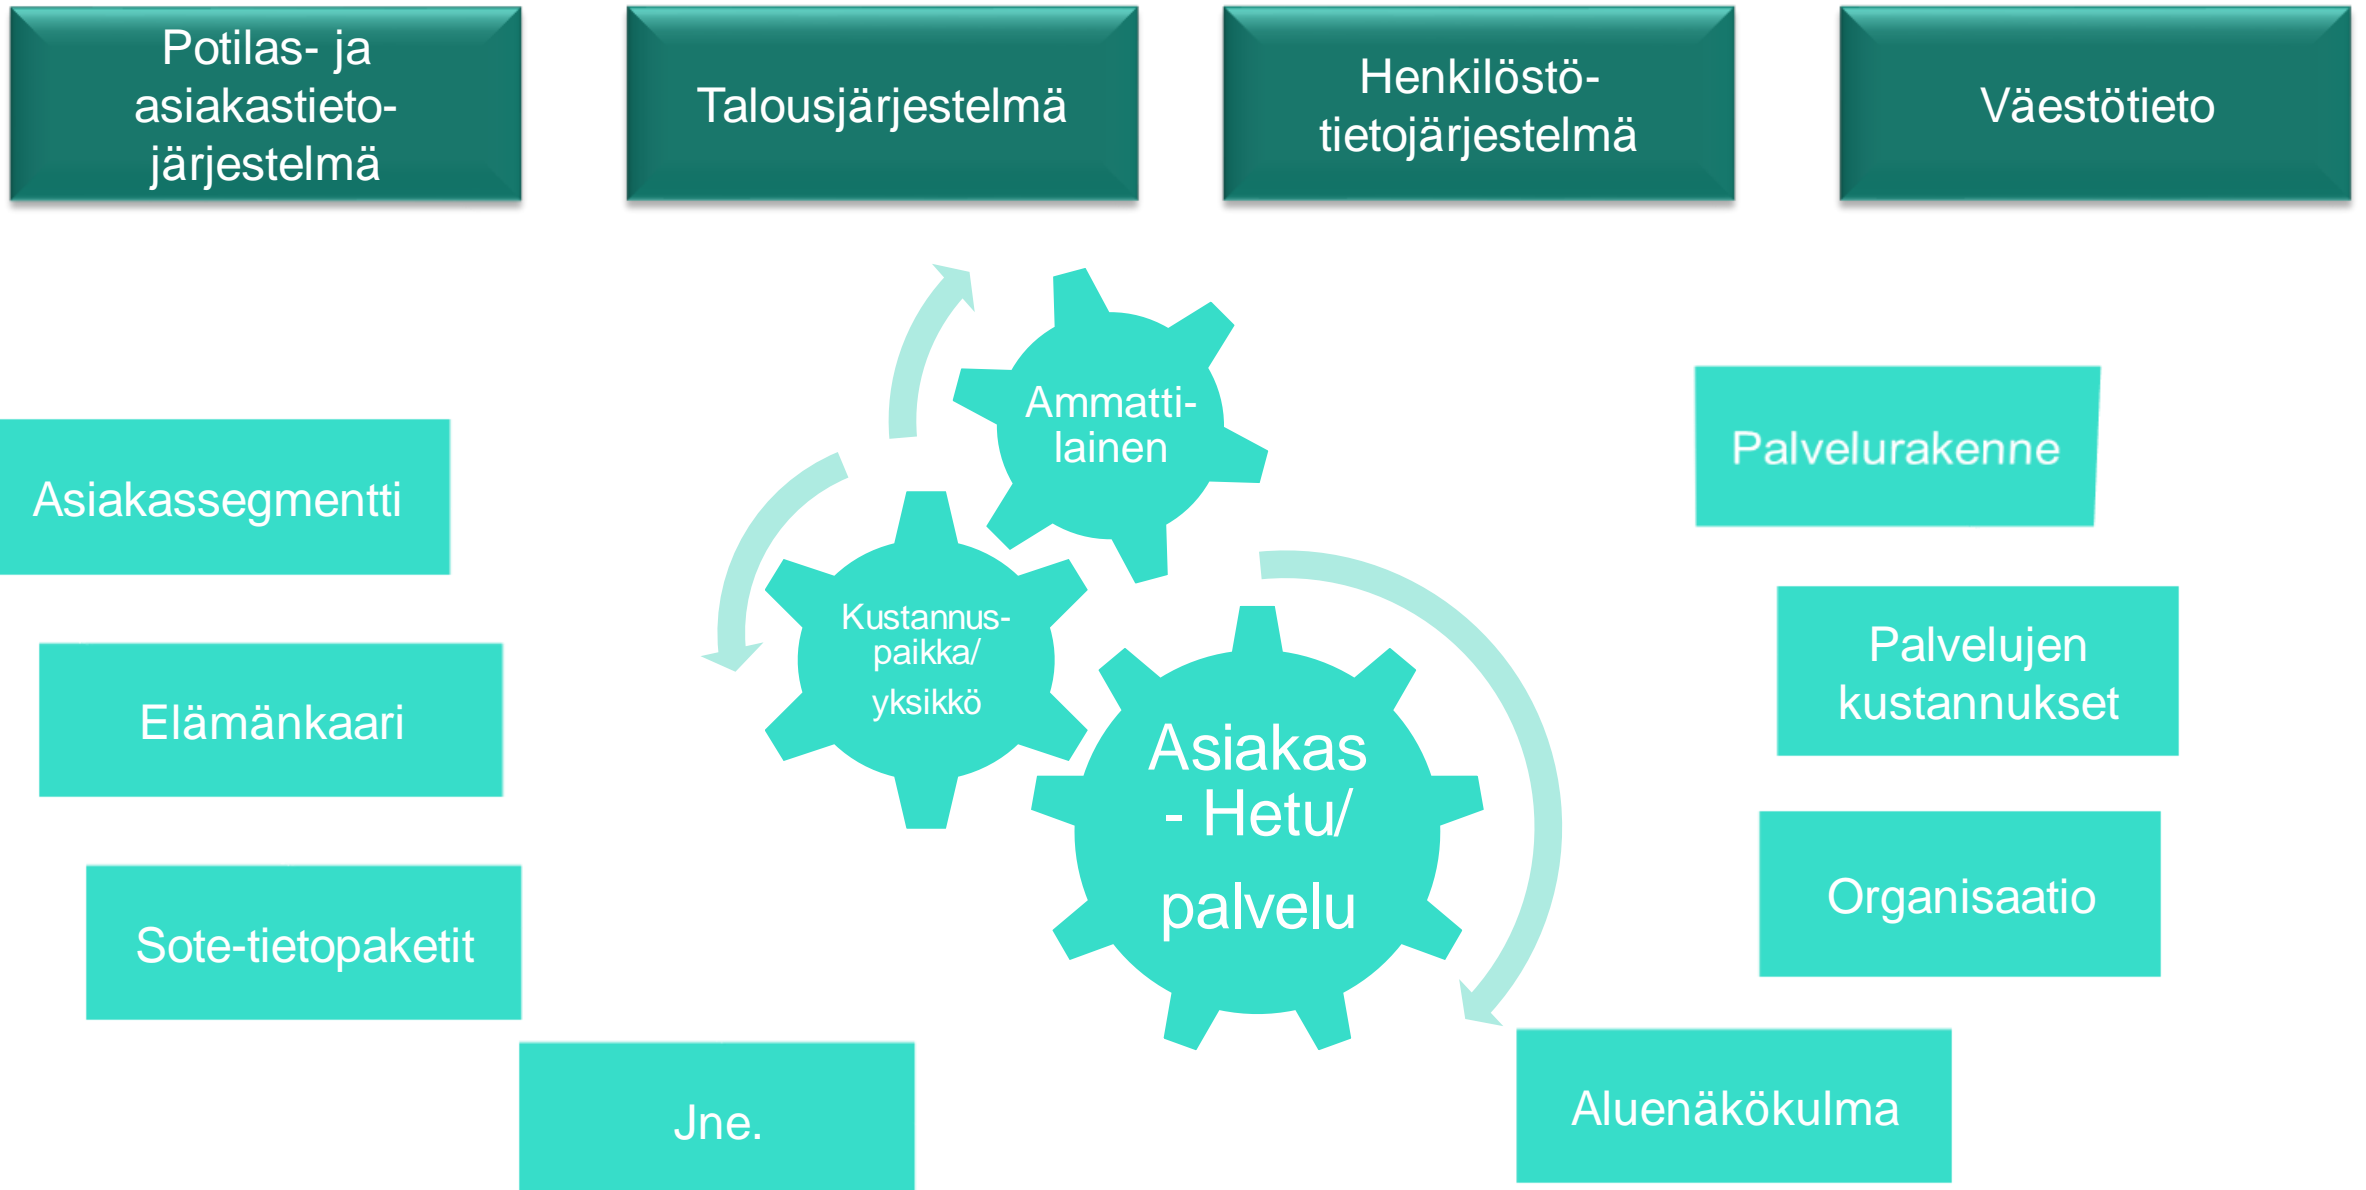 Potilas- ja
asiakastieto-
järjestelmä
Talousjärjestelmä
Henkilöstö-
tietojärjestelmä
Väestötieto
Ammatti-
lainen
Kustannus-
paikka/
yksikkö
Asiakas
- Hetu/
palvelu
Asiakassegmentti
Elämänkaari
Sote-tietopaketit
Jne.
Palvelurakenne
Palvelujen
kustannukset
Organisaatio
Aluenäkökulma